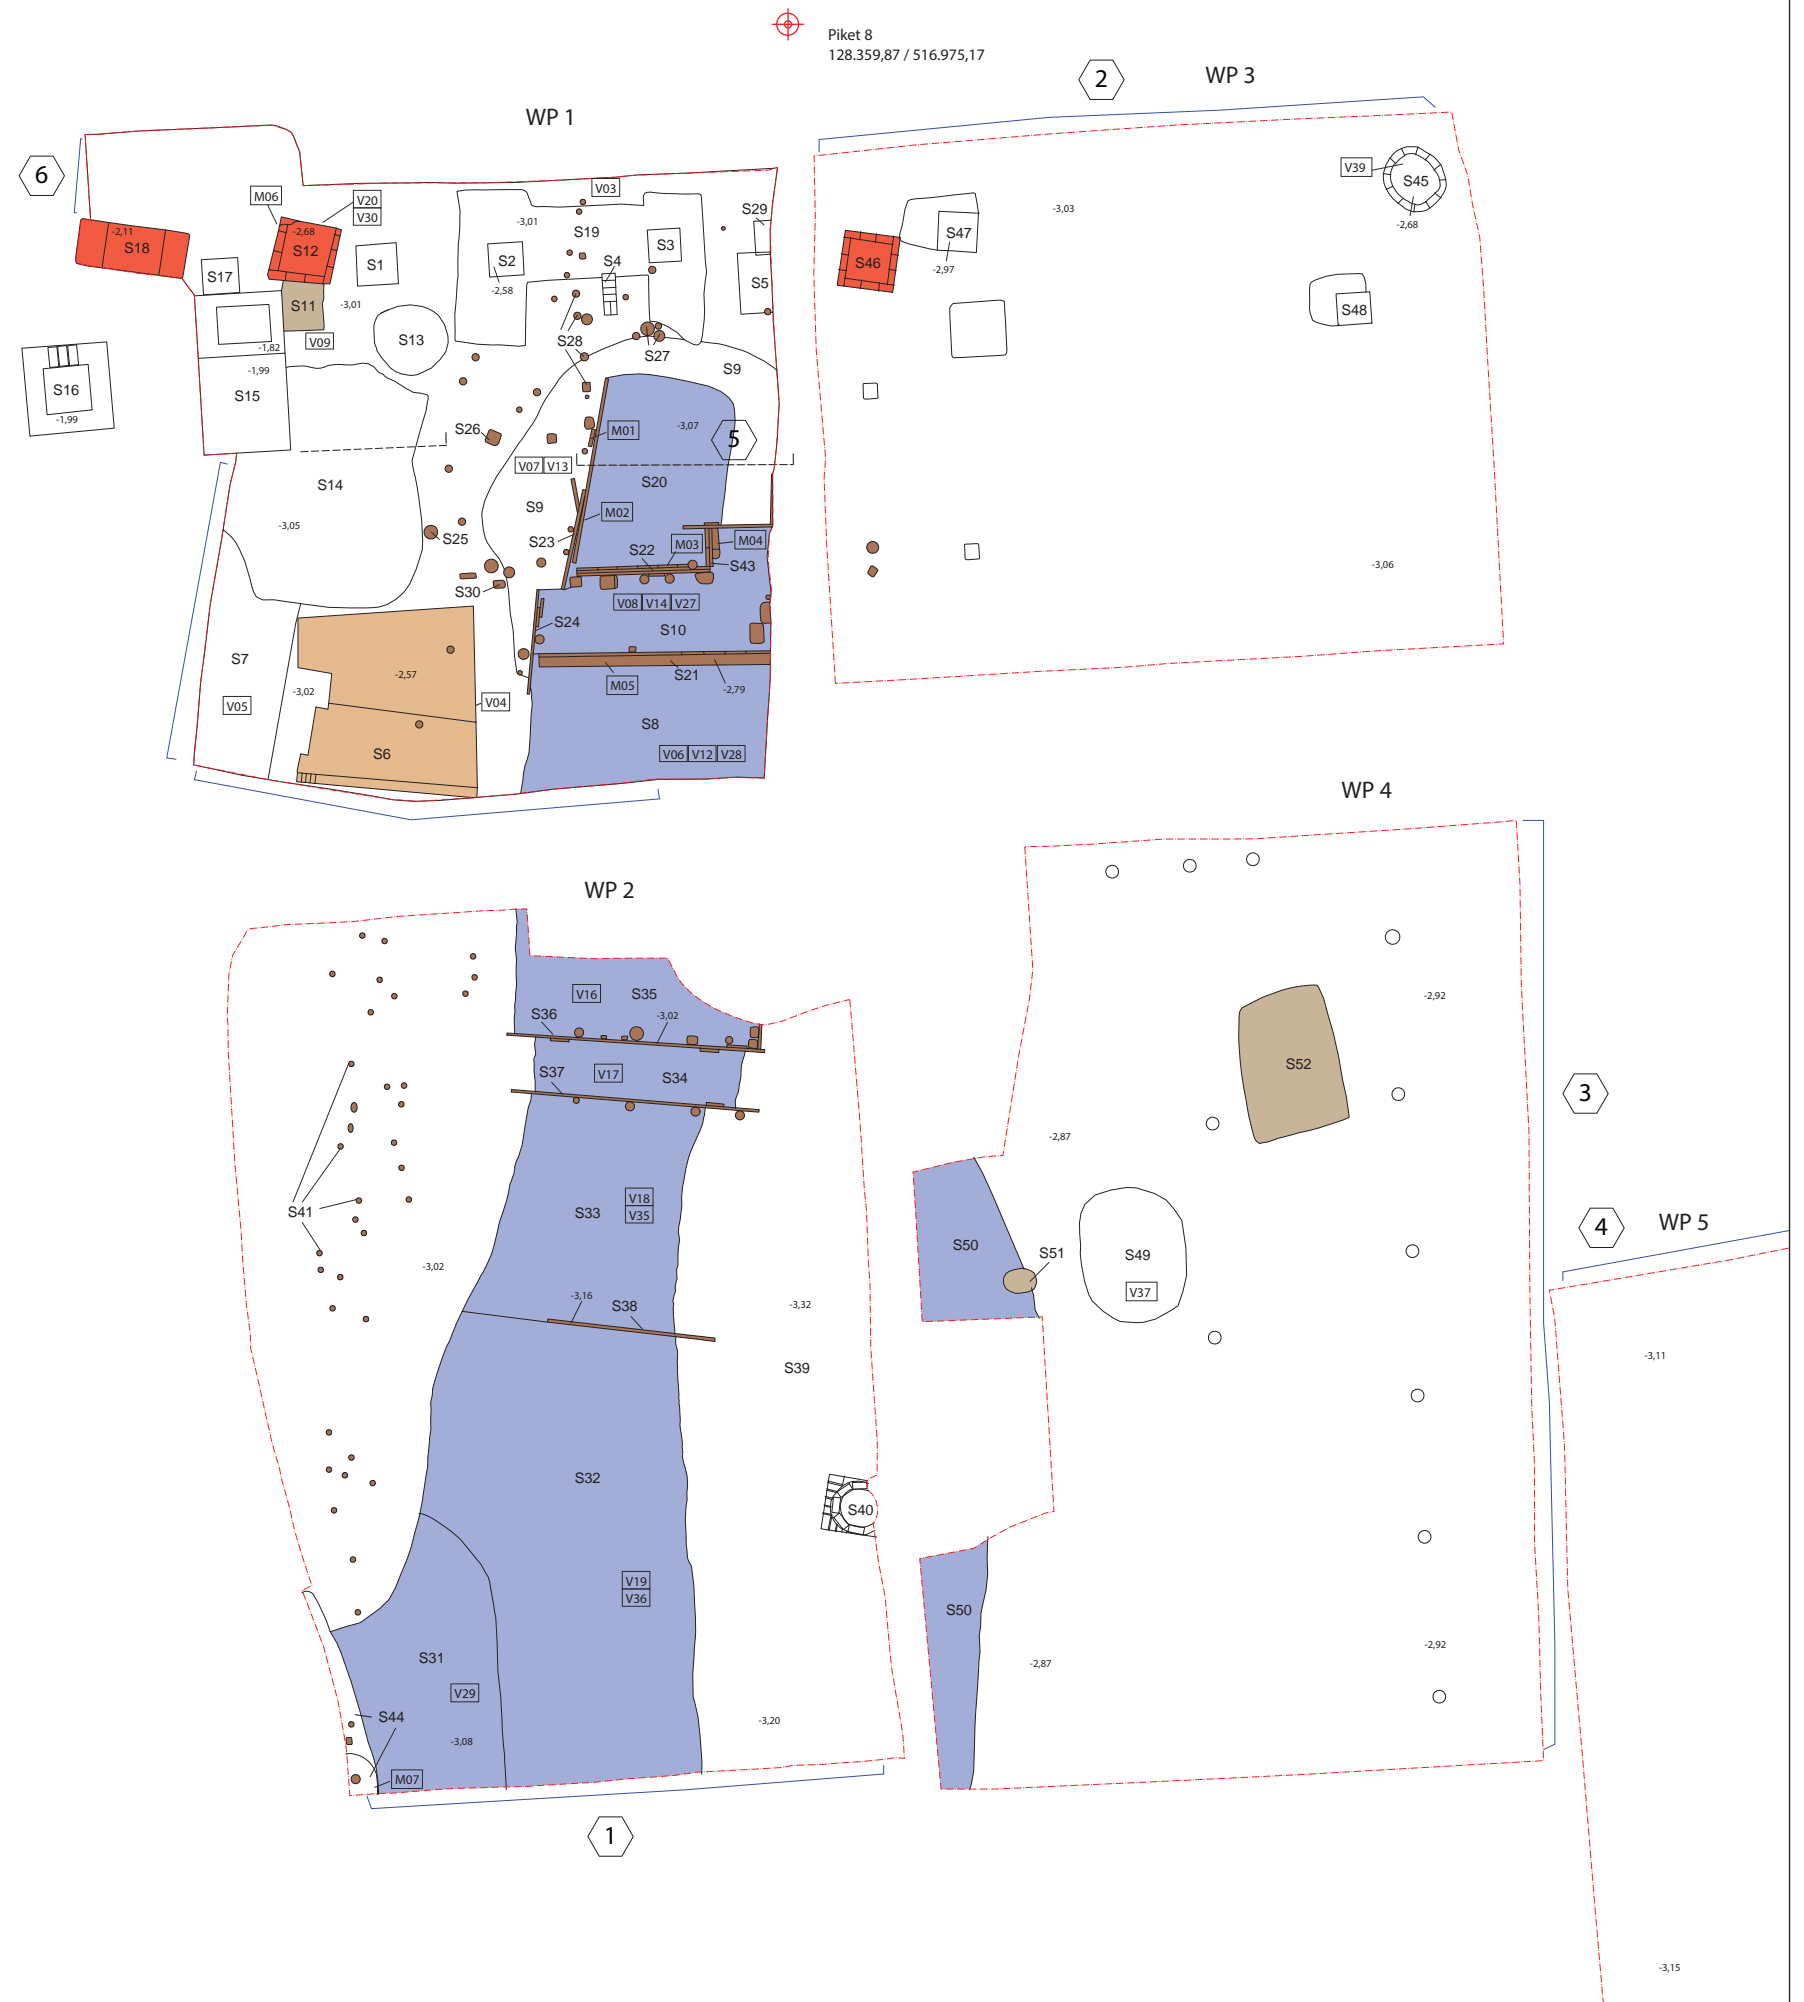 Piket 8
128.359,87 / 516.975,17
2
WP 3
WP 1
6
M06
V20
V30
V03
S29
V39
S45
-2,68
S18
-2,11
S12
-2,68
S17
S1
S2
-2,58
-3,01
S19
S3
S4
S5
S46
S47
-2,97
-3,03
S48
S11
-3,01
V09
S13
-1,82
-1,99
S15
S16
-1,99
S28
S27
S9
S26
M01
-3,07
5
V07
V13
S14
-3,05
S9
S20
M02
S25
S23
S22
M03
M04
S43
-3,06
S30
V08
V14
V27
S24
S10
S7
V05
-3,02
-2,57
V04
S21
M05
-2,79
S8
S6
V06
V12
V28
WP 4
WP 2
V16
S35
S36
-3,02
-2,92
S37
V17
S34
S52
3
-2,87
S41
S33
V18
V35
-3,02
S50
S51
S49
V37
4
WP 5
-3,16
S38
-3,32
-3,11
S39
S32
S40
V19
V36
S50
S31
V29
-2,87
-2,92
S44
-3,08
-3,20
M07
1
-3,15